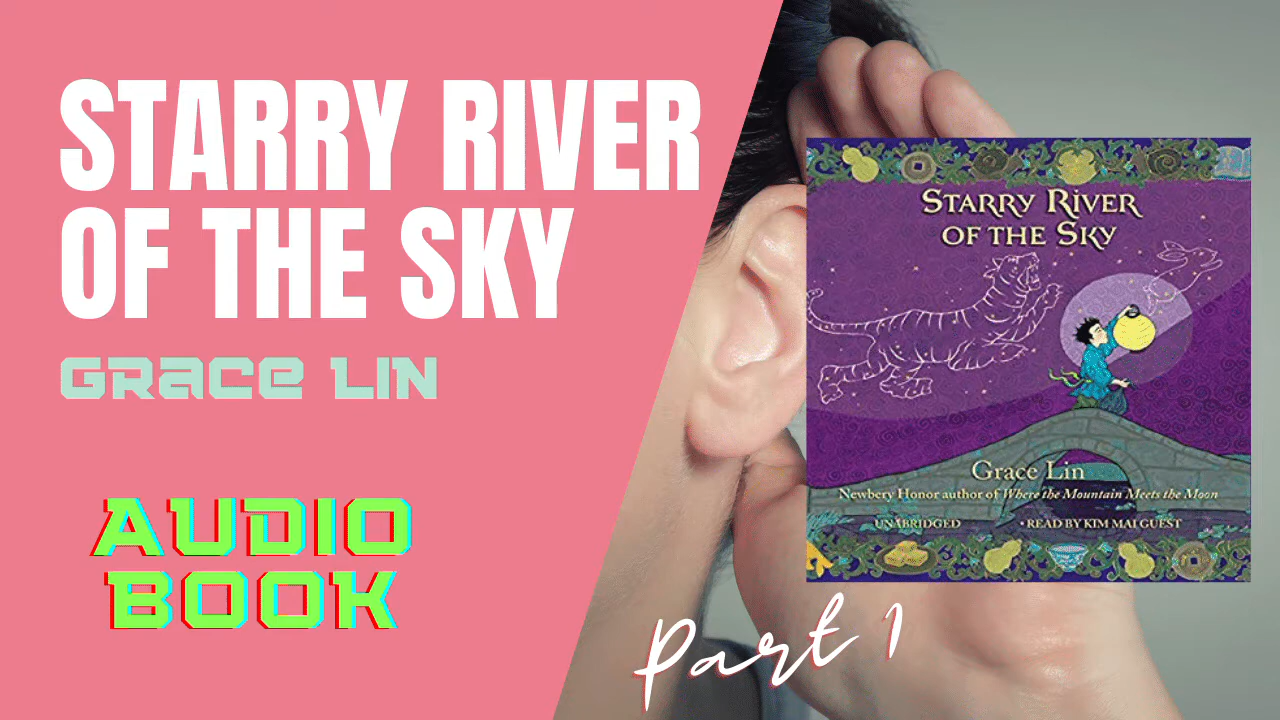 STARRY RIVER
OF THE SKY
GRACE LIN
AUDIO
BOOK
STARRY RIVER
OF THE SKY
Grace Lin
Newbery Honor author of Where the Mountain Meets the Moon
UNABRIDGED • READ BY KIM MAI GUEST
Part 1